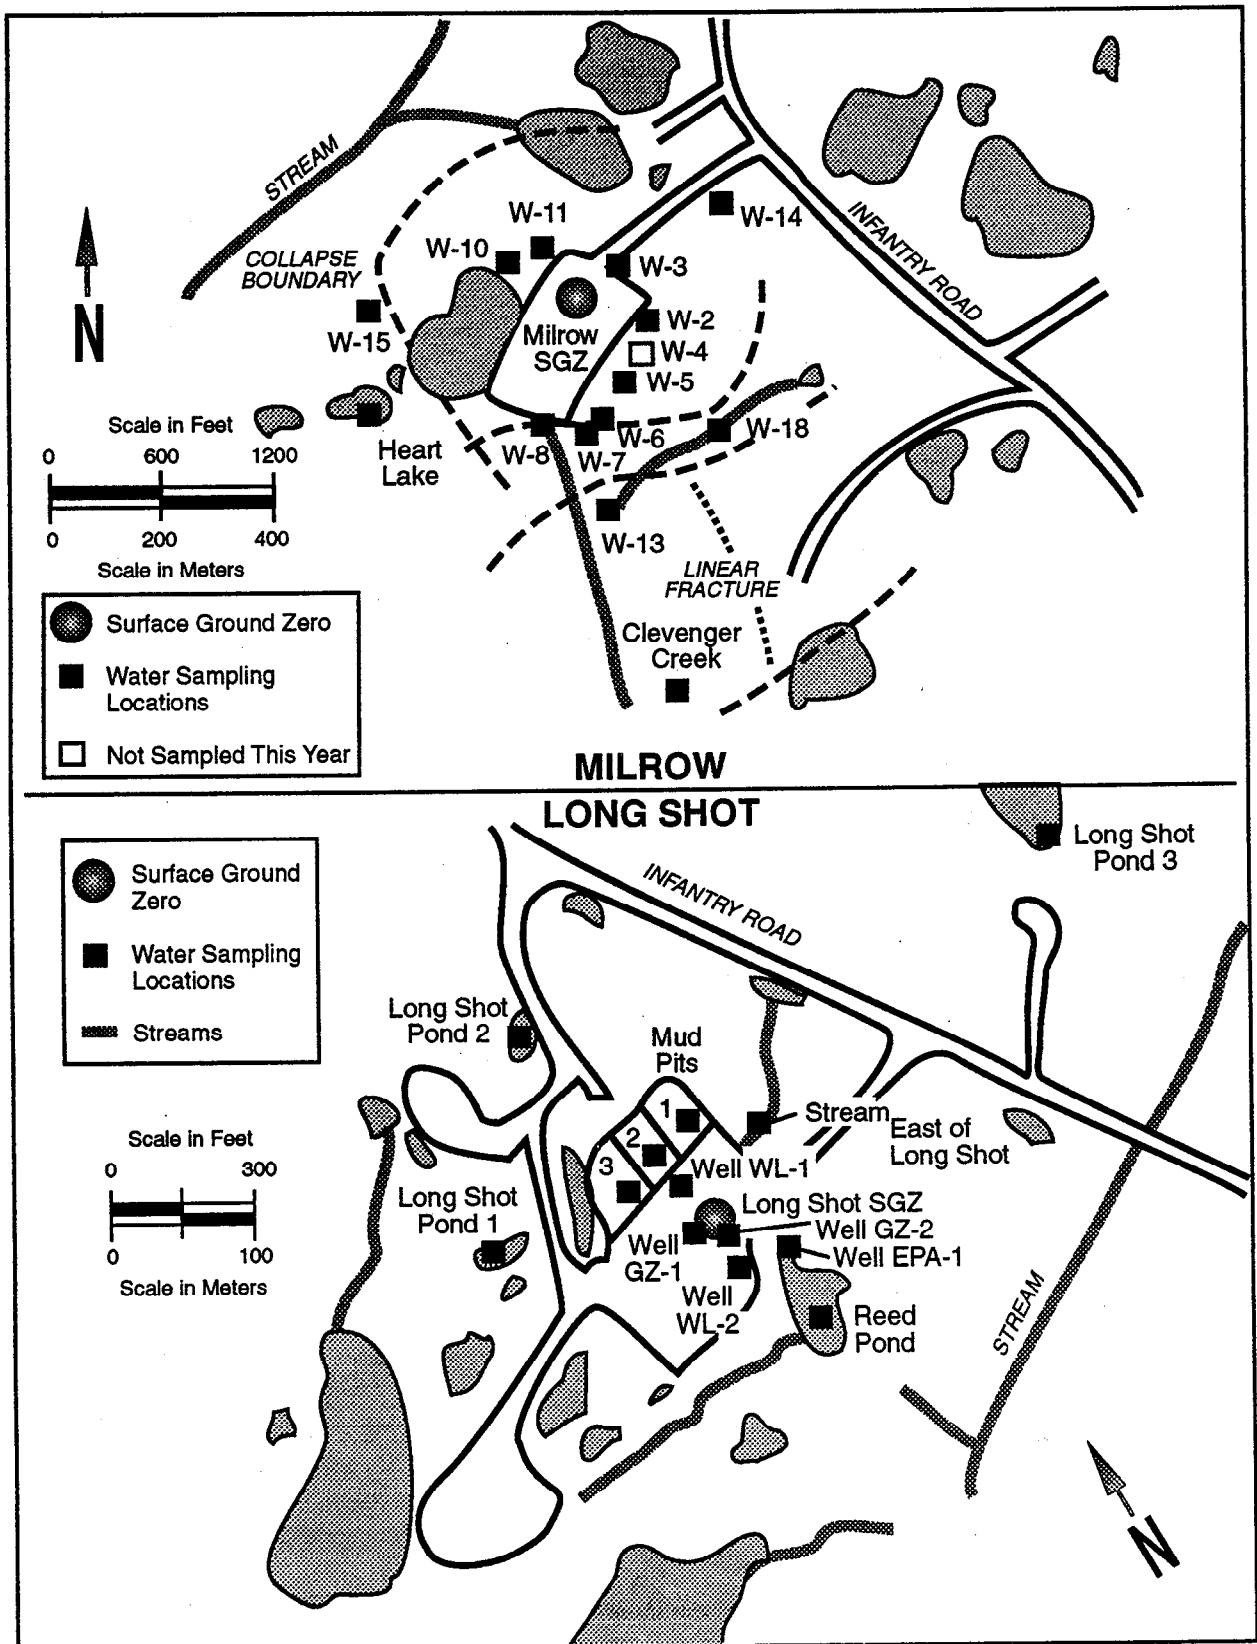 STREAM
W-11
W-14
W-10
COLLAPSE
BOUNDARY
W-3
INFANTRY ROAD
N
W-15
Milrow
SGZ
W-2
W-4
W-5
Scale in Feet
0 600 1200
0 200 400
Scale in Meters
Heart
Lake
W-8
W-7
W-6
W-18
W-13
LINEAR
FRACTURE
Clevenger
Creek
Surface Ground Zero
Water Sampling
Locations
Not Sampled This Year
MILROW
LONG SHOT
Long Shot
Pond 3
Surface Ground
Zero
Water Sampling
Locations
Streams
INFANTRY ROAD
Long Shot
Pond 2
Mud
Pits
1
2
3
Stream
East of
Long Shot
Scale in Feet
0 300
0 100
Scale in Meters
Well WL-1
Long Shot
Pond 1
Long Shot SGZ
Well GZ-2
Well
GZ-1
Well EPA-1
Well
WL-2
Reed
Pond
STREAM
N